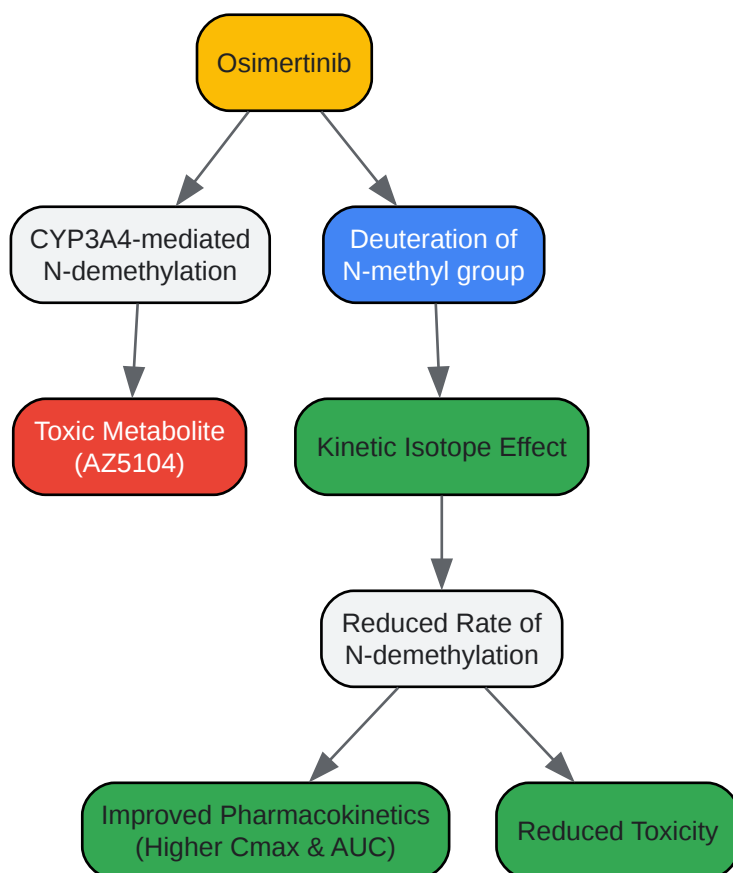 Osimertinib
CYP3A4-mediated
N-demethylation
Deuteration of
N-methyl group
Toxic Metabolite
(AZ5104)
Kinetic Isotope Effect
Reduced Rate of
N-demethylation
Improved Pharmacokinetics
(Higher Cmax & AUC)
Reduced Toxicity